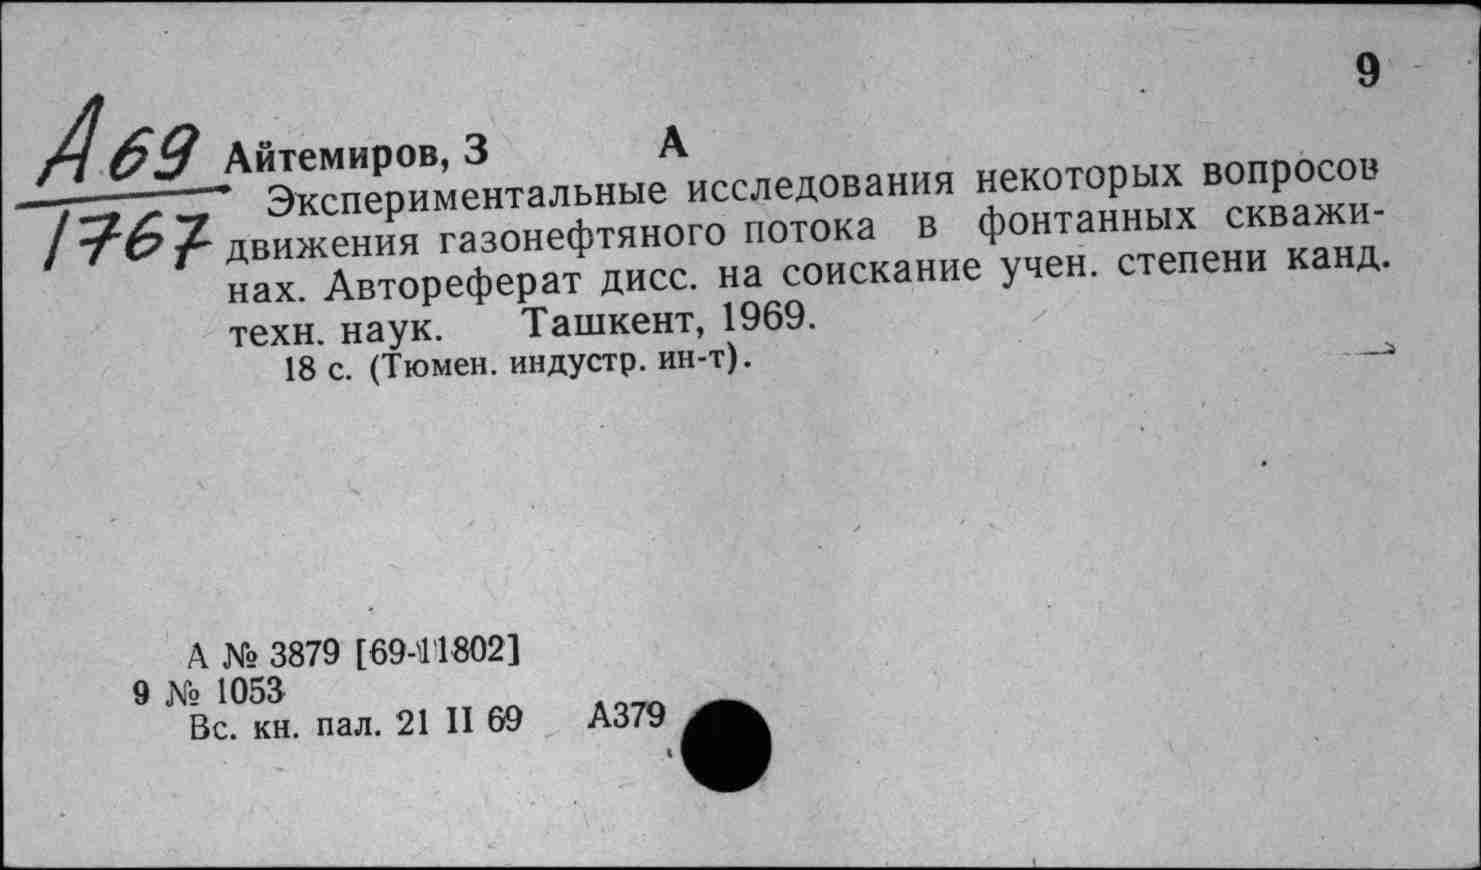 9
А69
1767
Айтемиров, З А
Экспериментальные исследования некоторых вопросов
движения газонефтяного потока в фонтанных скважи-
нах. Автореферат дисс. на соискание учен. степени канд.
техн. наук. Ташкент, 1969.
18 с. (Тюмен. индустр. ин-т).
А № 3879 [69-11802]
9 № 1053
Вс. кн. пал. 21 II 69 А379